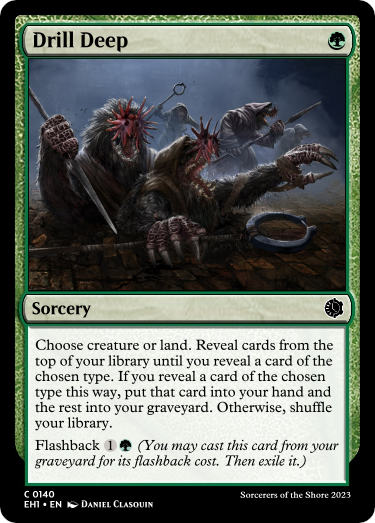 Drill Deep
Sorcery
Choose creature or land. Reveal cards from the
top of your library until you reveal a card of the
chosen type. If you reveal a card of the chosen
type this way, put that card into your hand and
the rest into your graveyard. Otherwise, shuffle
your library.
Flashback 1 (You may cast this card from your
graveyard for its flashback cost. Then exile it.)
C 0140
EH1 • EN DANIEL CLASQUIN
Sorcerers of the Shore 2023